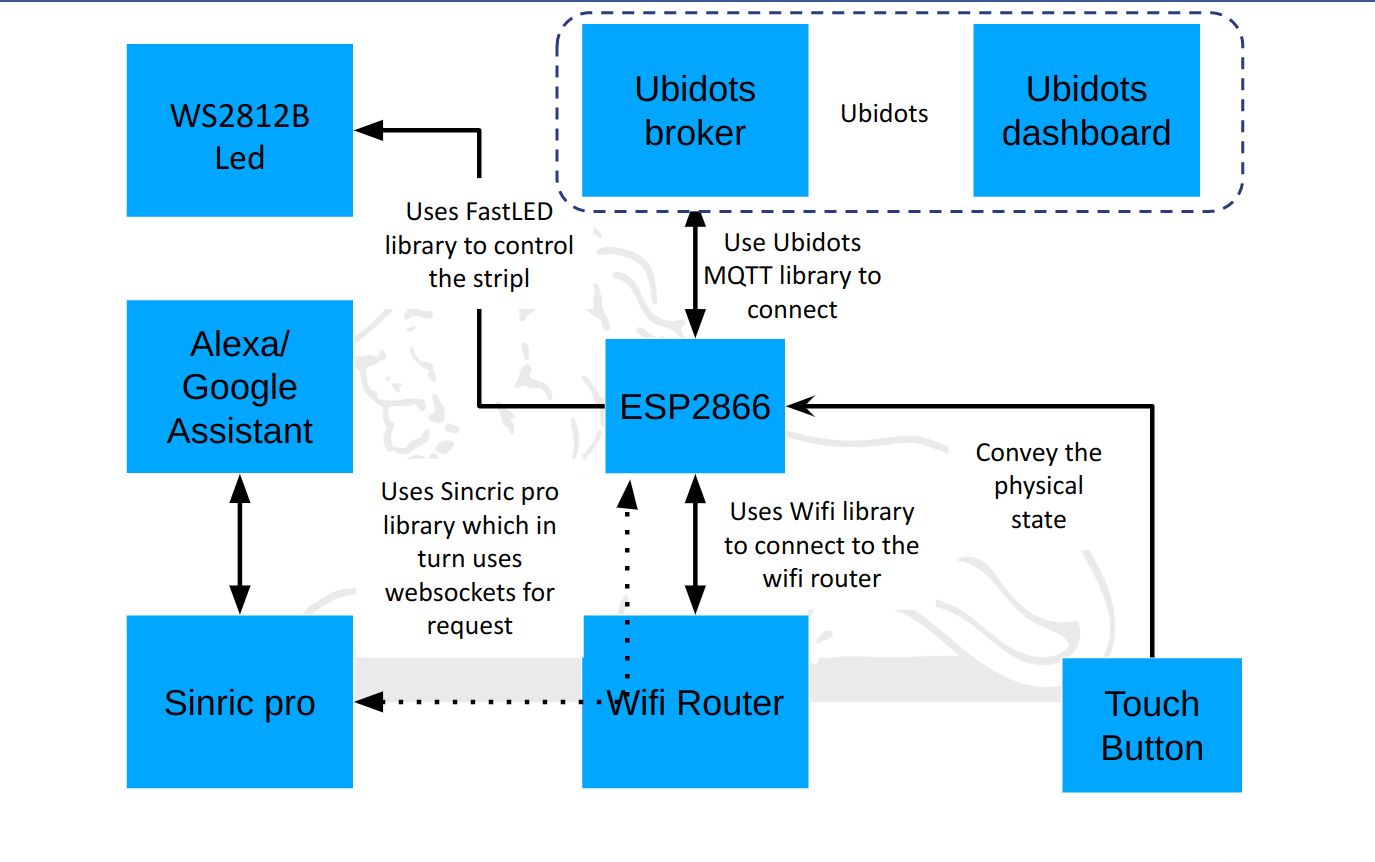 WS2812B
Led
Ubidots
broker
Ubidots
Ubidots
dashboard
Uses FastLED
library to control
the stripl
Use Ubidots
MQTT library to
connect
Alexa/
Google
Assistant
ESP2866
Convey the
physical
state
Uses Sincric pro
library which in
turn uses
websockets for
request
Uses Wifi library
to connect to the
wifi router
Sinric pro
Wifi Router
Touch
Button